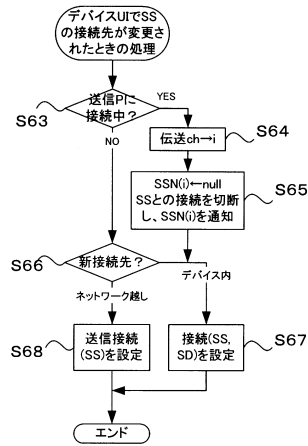 デバイスUIでSS
の接続先が変更さ
れたときの処理
送信Pに
接続中？
YES
S63
NO
伝送ch→i
S64
SSN(i)←null
SSとの接続を切断
し、SSN(i)を通知
S65
新接続先？
S66
デバイス内
ネットワーク越し
送信接続
(SS)を設定
S68
接続(SS,
SD)を設定
S67
エンド